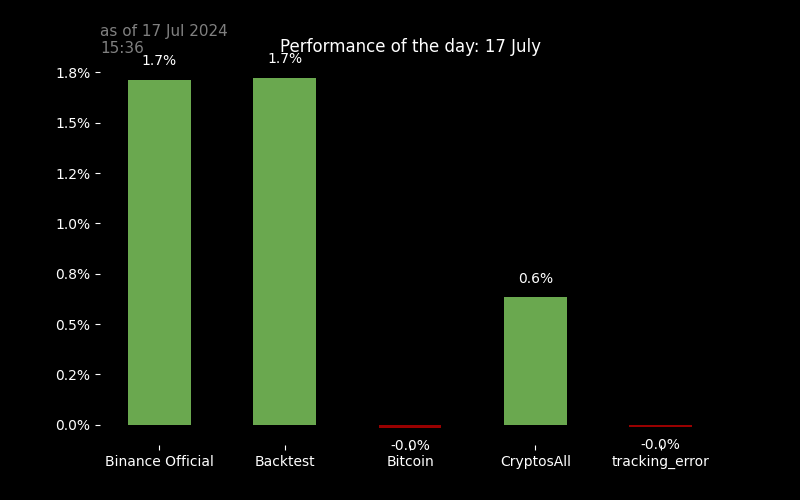 as of 17 Jul 2024
15:36
Performance of the day: 17 July
1.7%
1.7%
0.6%
-0.0%
-0.0%
1.8%
1.5%
1.2%
1.0%
0.8%
0.5%
0.2%
0.0%
Binance Official
Backtest
Bitcoin
CryptosAll
tracking_error